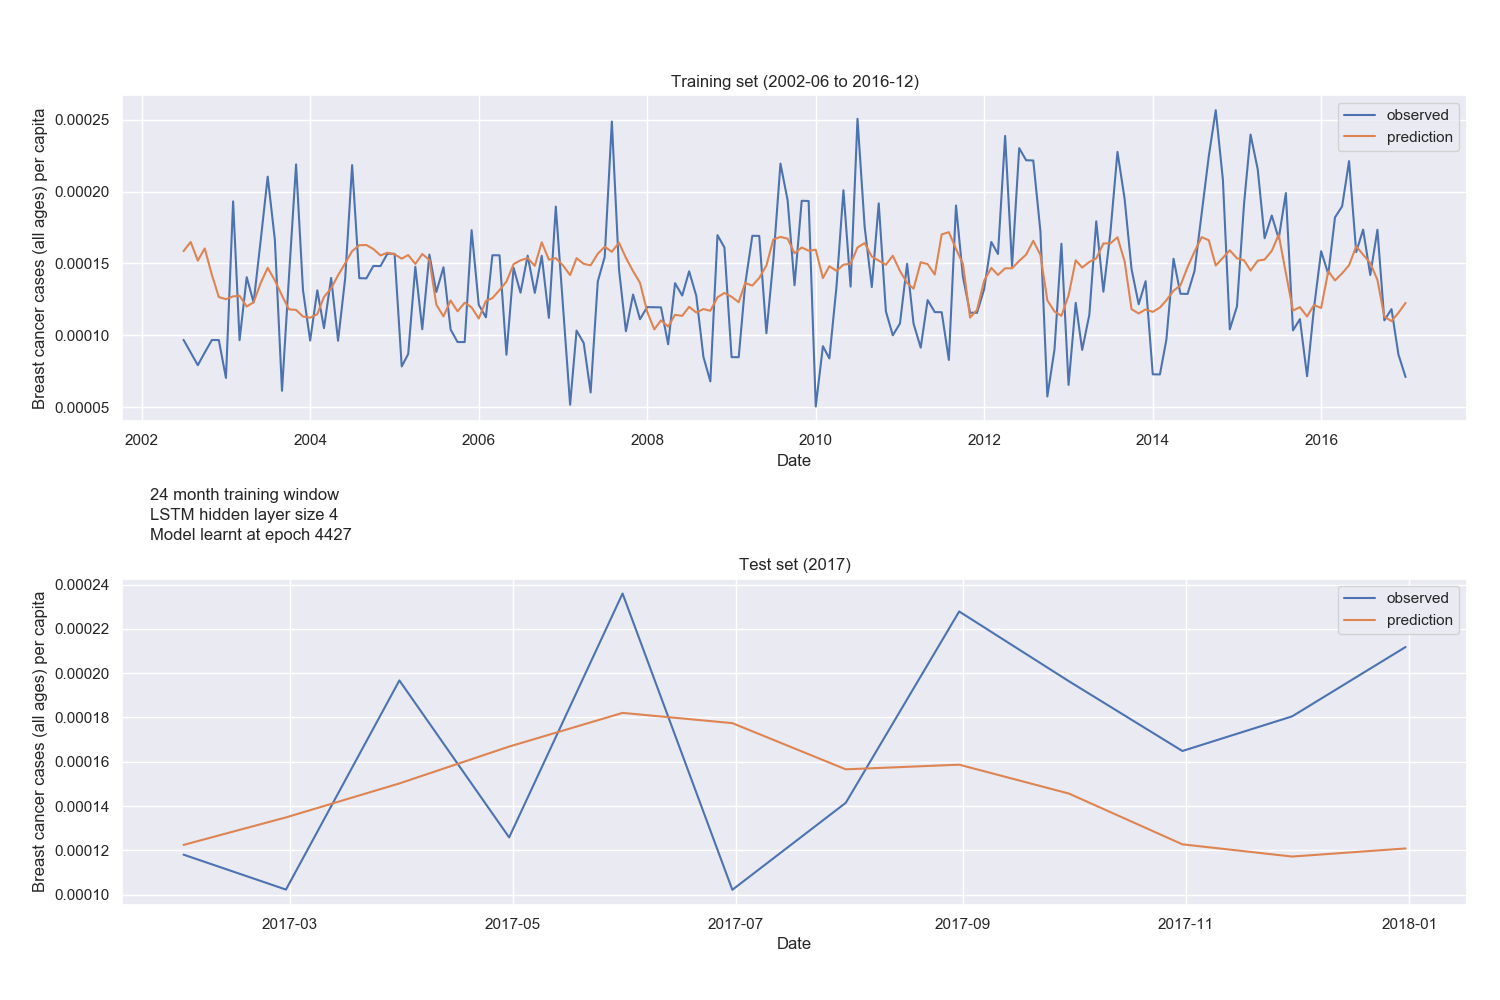 Training set (2002-06 to 2016-12)
Breast cancer cases (all ages) per capita
0.00025
0.00020
0.00015
0.00010
0.00005
observed
prediction
2002 2004 2006 2008 2010 2012 2014 2016
Date
24 month training window
LSTM hidden layer size 4
Model learnt at epoch 4427
Test set (2017)
Breast cancer cases (all ages) per capita
0.00024
0.00022
0.00020
0.00018
0.00016
0.00014
0.00012
0.00010
observed
prediction
2017-03 2017-05 2017-07 2017-09 2017-11 2018-01
Date